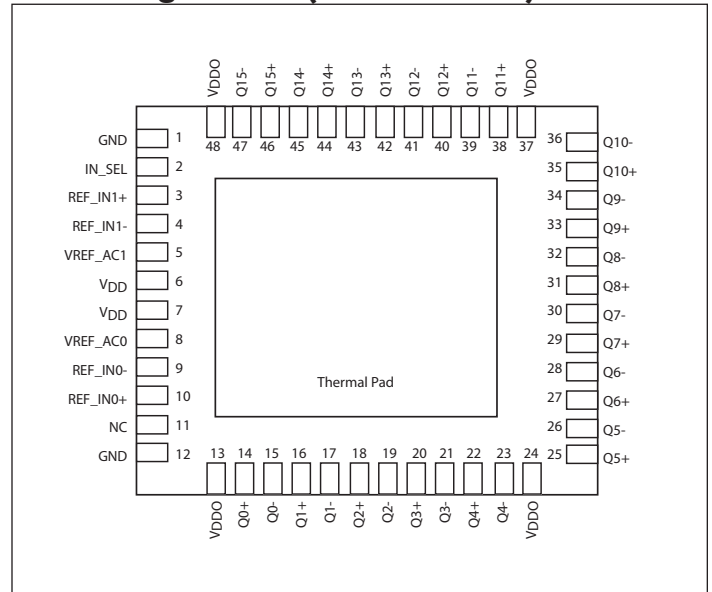 VDDO Q15- Q15+ Q14- Q14+ Q13- Q13+ Q12- Q12+ Q11- Q11+ VDDO
48 47 46 45 44 43 42 41 40 39 38 37
GND 1
IN_SEL 2
REF_IN1+ 3
REF_IN1- 4
VREF_AC1 5
VDD 6
VDD 7
VREF_AC0 8
REF_IN0- 9
REF_IN0+ 10
NC 11
GND 12
36 Q10-
35 Q10+
34 Q9-
33 Q9+
32 Q8-
31 Q8+
30 Q7-
29 Q7+
28 Q6-
27 Q6+
26 Q5-
25 Q5+
Thermal Pad
13 14 15 16 17 18 19 20 21 22 23 24
VDDO Q0+ Q0- Q1+ Q1- Q2+ Q2- Q3+ Q3- Q4+ Q4- VDDO